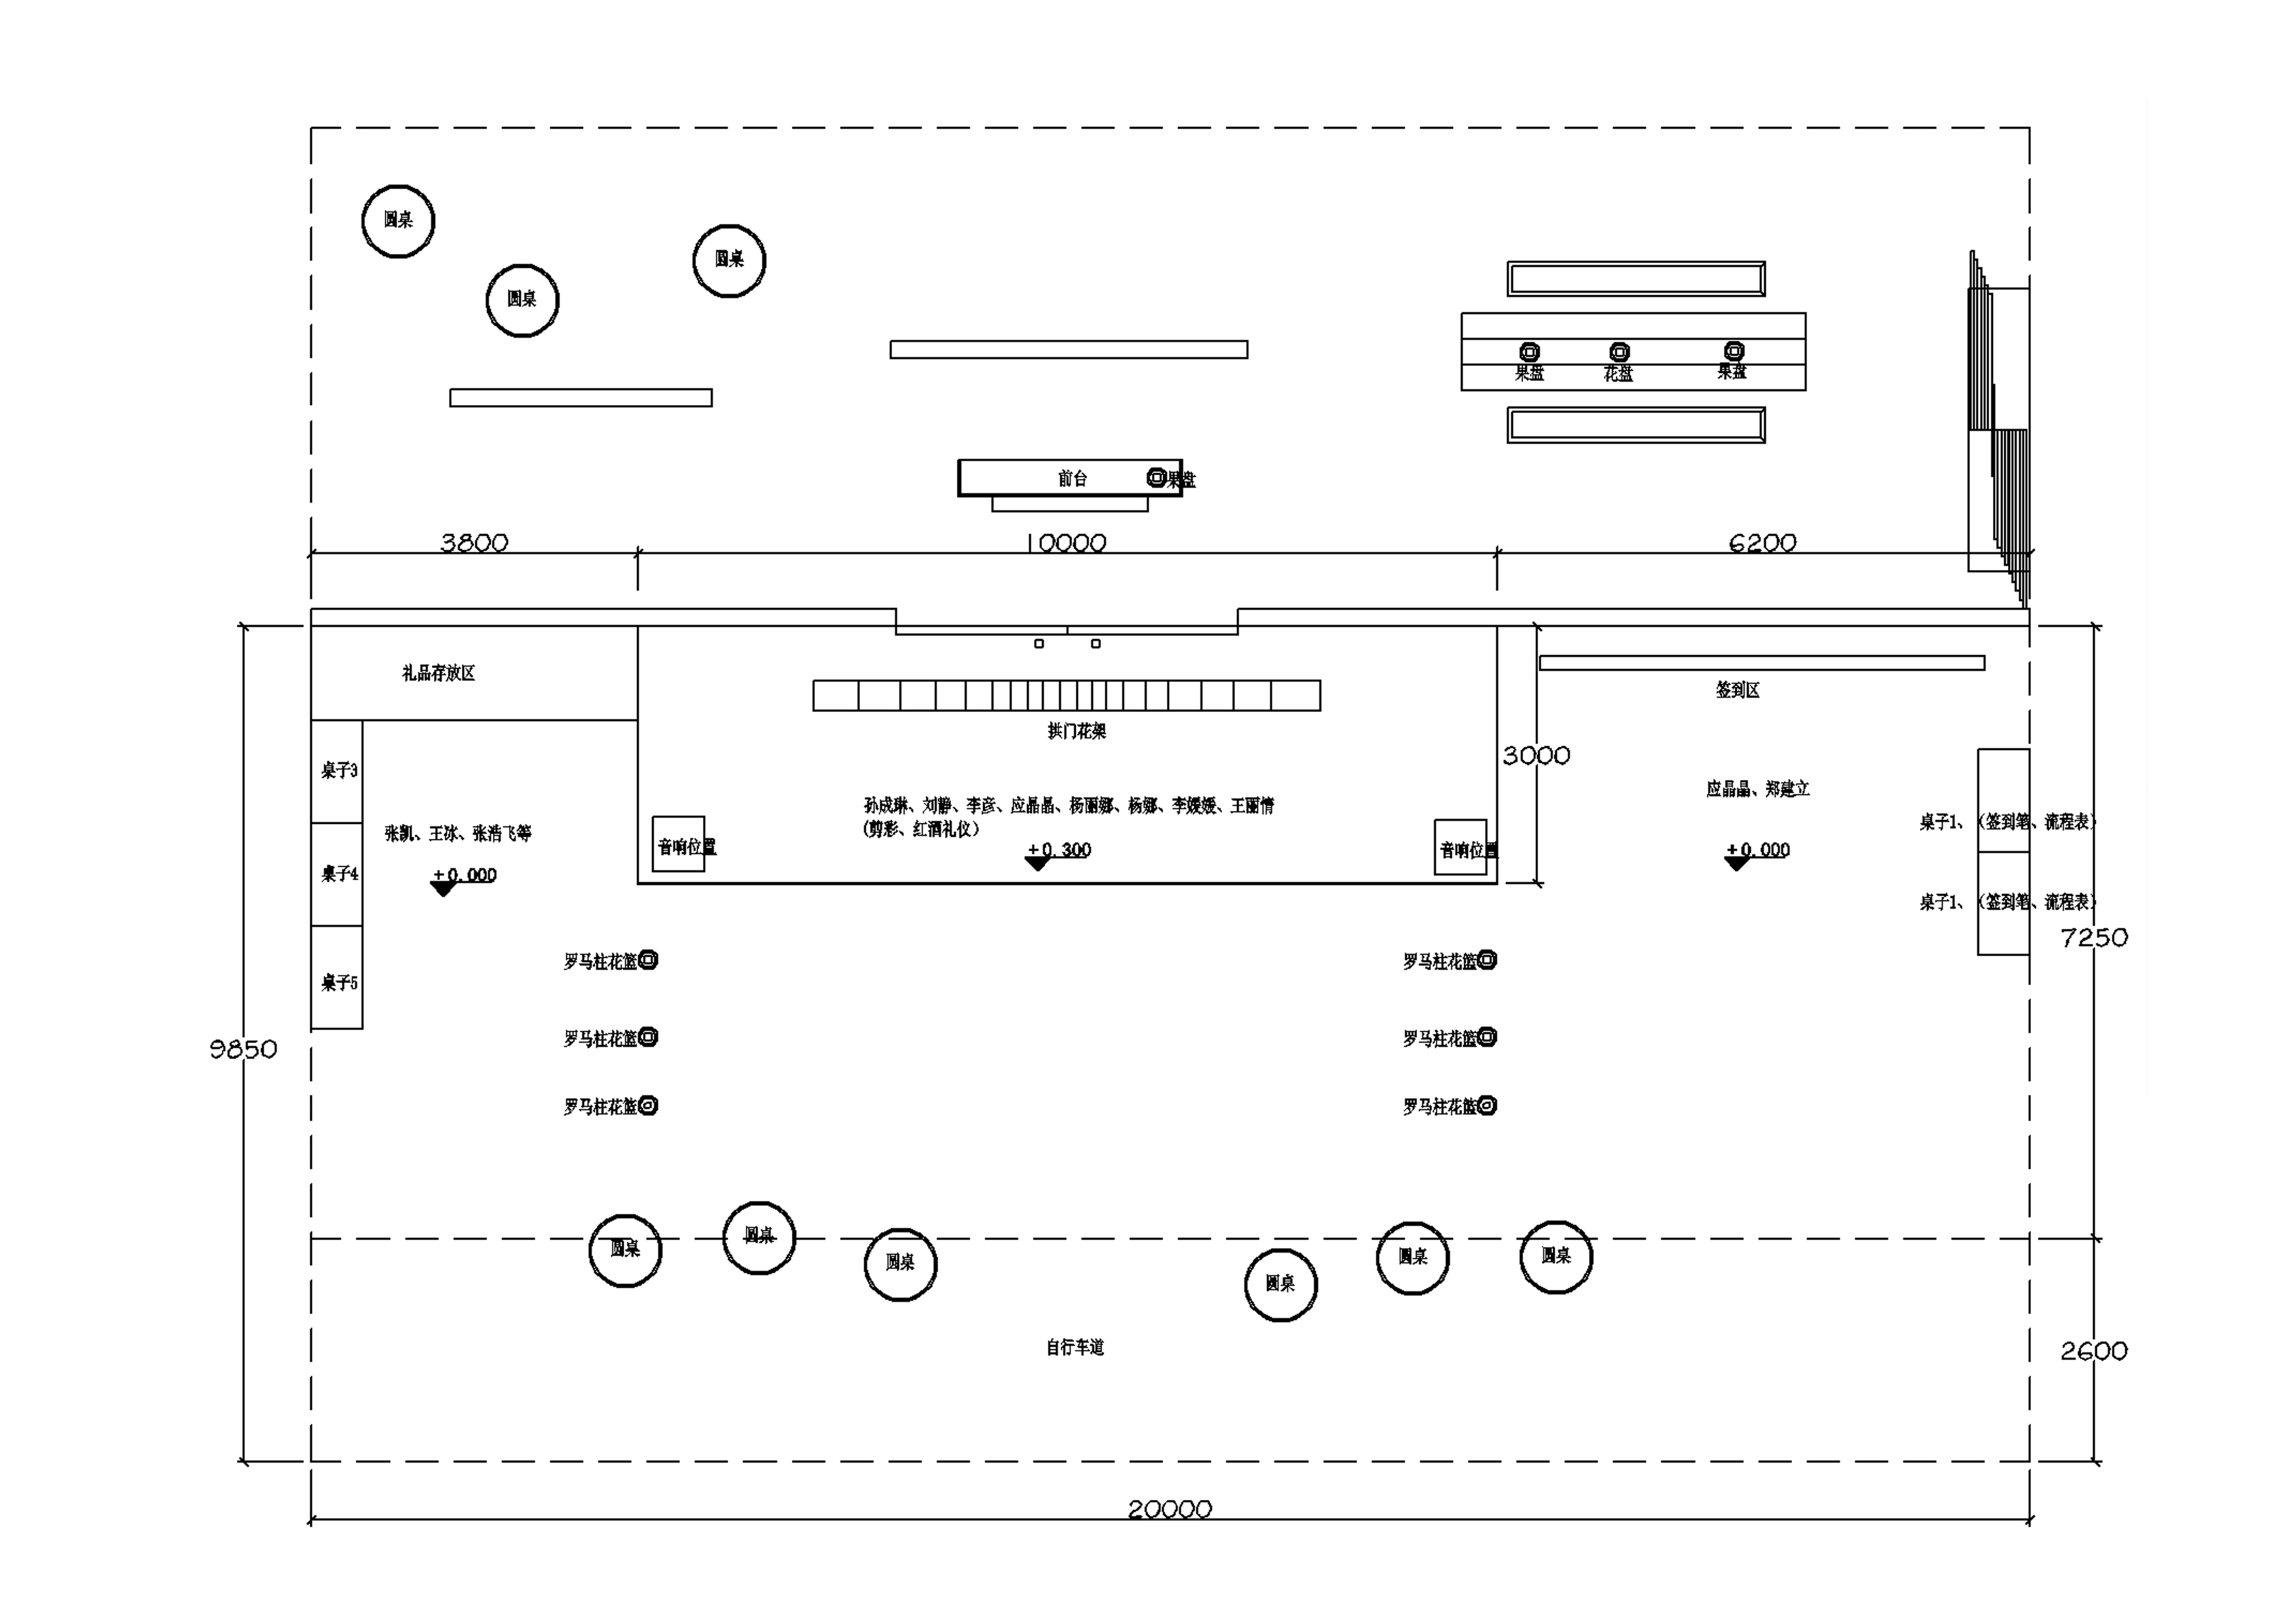 圆桌
圆桌
圆桌
果盘
花盘
果盘
前台
果盘
3800
10000
6200
礼品存放区
签到区
拱门花架
3000
桌子3
孙成琳、刘静、李彦、应晶晶、杨丽娜、杨娜、李媛媛、王丽情
(剪彩、红酒礼仪)
应晶晶、郑建立
张凯、王冰、张浩飞等
桌子1、(签到笔、流程表)
音响位置
音响位置
+0.300
+0.000
桌子4
+0.000
桌子1、(签到笔、流程表)
7250
罗马柱花篮
罗马柱花篮
桌子5
罗马柱花篮
罗马柱花篮
9850
罗马柱花篮
罗马柱花篮
圆桌
圆桌
圆桌
圆桌
圆桌
圆桌
自行车道
2600
20000